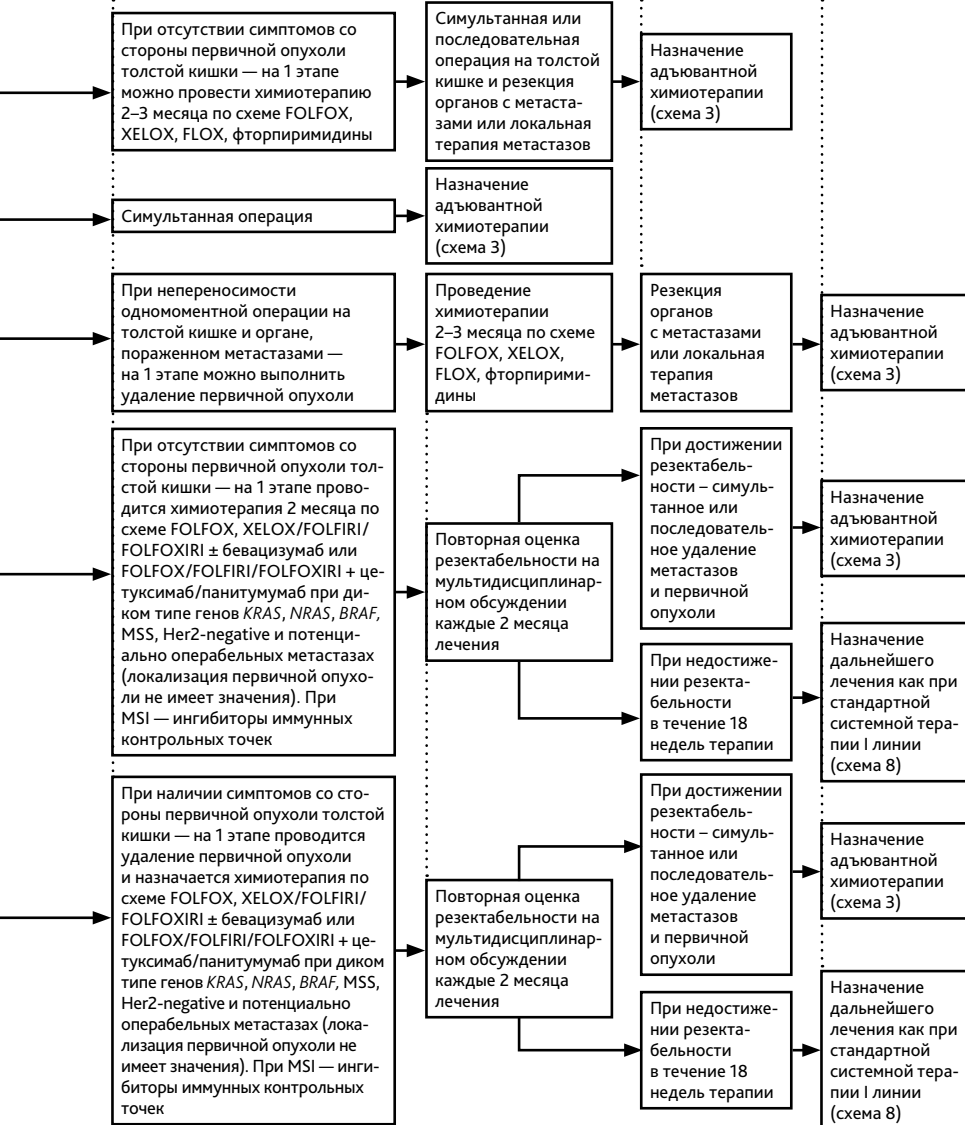 При отсутствии симптомов со
стороны первичной опухоли
толстой кишки — на 1 этапе
можно провести химиотерапию
2–3 месяца по схеме FOLFOX,
XELOX, FLOX, фторпиримидины
Симультанная или
последовательная
операция на толстой
кишке и резекция
органов с метаста-
зами или локальная
терапия метастазов
Назначение
адъювантной
химиотерапии
(схема 3)
Симультанная операция
Назначение
адъювантной
химиотерапии
(схема 3)
При непереносимости
одномоментной операции на
толстой кишке и органе,
пораженном метастазами —
на 1 этапе можно выполнить
удаление первичной опухоли
Проведение
химиотерапии
2–3 месяца по схеме
FOLFOX, XELOX,
FLOX, фторпирими-
дины
Резекция
органов
с метастазами
или локальная
терапия
метастазов
Назначение
адъювантной
химиотерапии
(схема 3)
При отсутствии симптомов со
стороны первичной опухоли тол-
стой кишки — на 1 этапе прово-
дится химиотерапия 2 месяца по
схеме FOLFOX, XELOX/FOLFIRI/
FOLFOXIRI ± бевацизумаб или
FOLFOX/FOLFIRI/FOLFOXIRI + це-
туксимаб/панитумумаб при ди-
ком типе генов KRAS, NRAS, BRAF,
MSS, Her2-negative и потенци-
ально операбельных метастазах
(локализация первичной опухо-
ли не имеет значения). При
MSI — ингибиторы иммунных
контрольных точек
Повторная оценка
резектабельности на
мультидисциплинар-
ном обсуждении
каждые 2 месяца
лечения
При достижении
резектабель-
ности – симуль-
танное или
последователь-
ное удаление
метастазов
и первичной
опухоли
Назначение
адъювантной
химиотерапии
(схема 3)
При недостиже-
нии резекта-
бельности
в течение 18
недель терапии
Назначение
дальнейшего
лечения как при
стандартной
системной тера-
пии I линии
(схема 8)
При наличии симптомов со сто-
роны первичной опухоли толстой
кишки — на 1 этапе проводится
удаление первичной опухоли
и назначается химиотерапия по
схеме FOLFOX, XELOX/FOLFIRI/
FOLFOXIRI ± бевацизумаб или
FOLFOX/FOLFIRI/FOLFOXIRI + це-
туксимаб/панитумумаб при диком
типе генов KRAS, NRAS, BRAF, MSS,
Her2-negative и потенциально
операбельных метастазах (лока-
лизация первичной опухоли не
имеет значения). При MSI — инги-
биторы иммунных контрольных
точек
Повторная оценка
резектабельности на
мультидисциплинар-
ном обсуждении
каждые 2 месяца
лечения
При достижении
резектабель-
ности – симуль-
танное или
последователь-
ное удаление
метастазов
и первичной
опухоли
Назначение
адъювантной
химиотерапии
(схема 3)
При недостиже-
нии резекта-
бельности
в течение 18
недель терапии
Назначение
дальнейшего
лечения как при
стандартной
системной тера-
пии I линии
(схема 8)